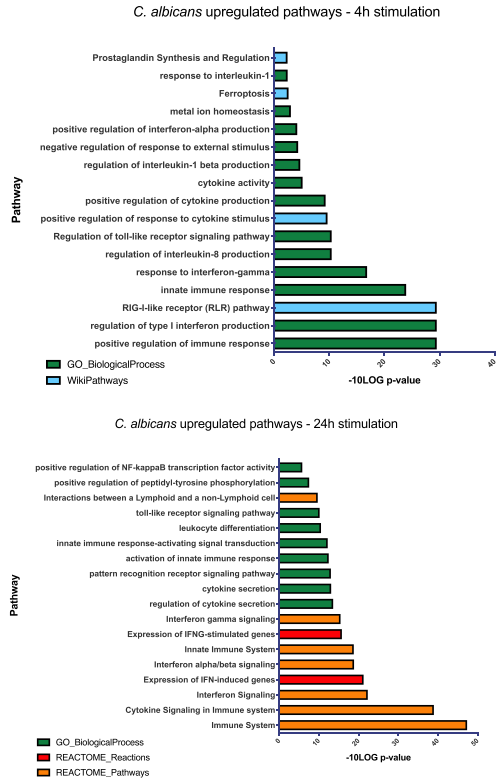 C. albicans upregulated pathways - 4h stimulation
Pathway
Prostaglandin Synthesis and Regulation
response to interleukin-1
Ferroptosis
metal ion homeostasis
positive regulation of interferon-alpha production
negative regulation of response to external stimulus
regulation of interleukin-1 beta production
cytokine activity
positive regulation of cytokine production
positive regulation of response to cytokine stimulus
Regulation of toll-like receptor signaling pathway
regulation of interleukin-8 production
response to interferon-gamma
innate immune response
RIG-I-like receptor (RLR) pathway
regulation of type I interferon production
positive regulation of immune response
0 10 20 30 40
-10LOG p-value
GO_BiologicalProcess
WikiPathways
C. albicans upregulated pathways - 24h stimulation
Pathway
positive regulation of NF-kappaB transcription factor activity
positive regulation of peptidyl-tyrosine phosphorylation
Interactions between a Lymphoid and a non-Lymphoid cell
toll-like receptor signaling pathway
leukocyte differentiation
innate immune response-activating signal transduction
activation of innate immune response
pattern recognition receptor signaling pathway
cytokine secretion
regulation of cytokine secretion
Interferon gamma signaling
Expression of IFNG-stimulated genes
Innate Immune System
Interferon alpha/beta signaling
Expression of IFN-induced genes
Interferon Signaling
Cytokine Signaling in Immune system
Immune System
0 10 20 30 40 50
-10LOG p-value
GO_BiologicalProcess
REACTOME_Reactions
REACTOME_Pathways